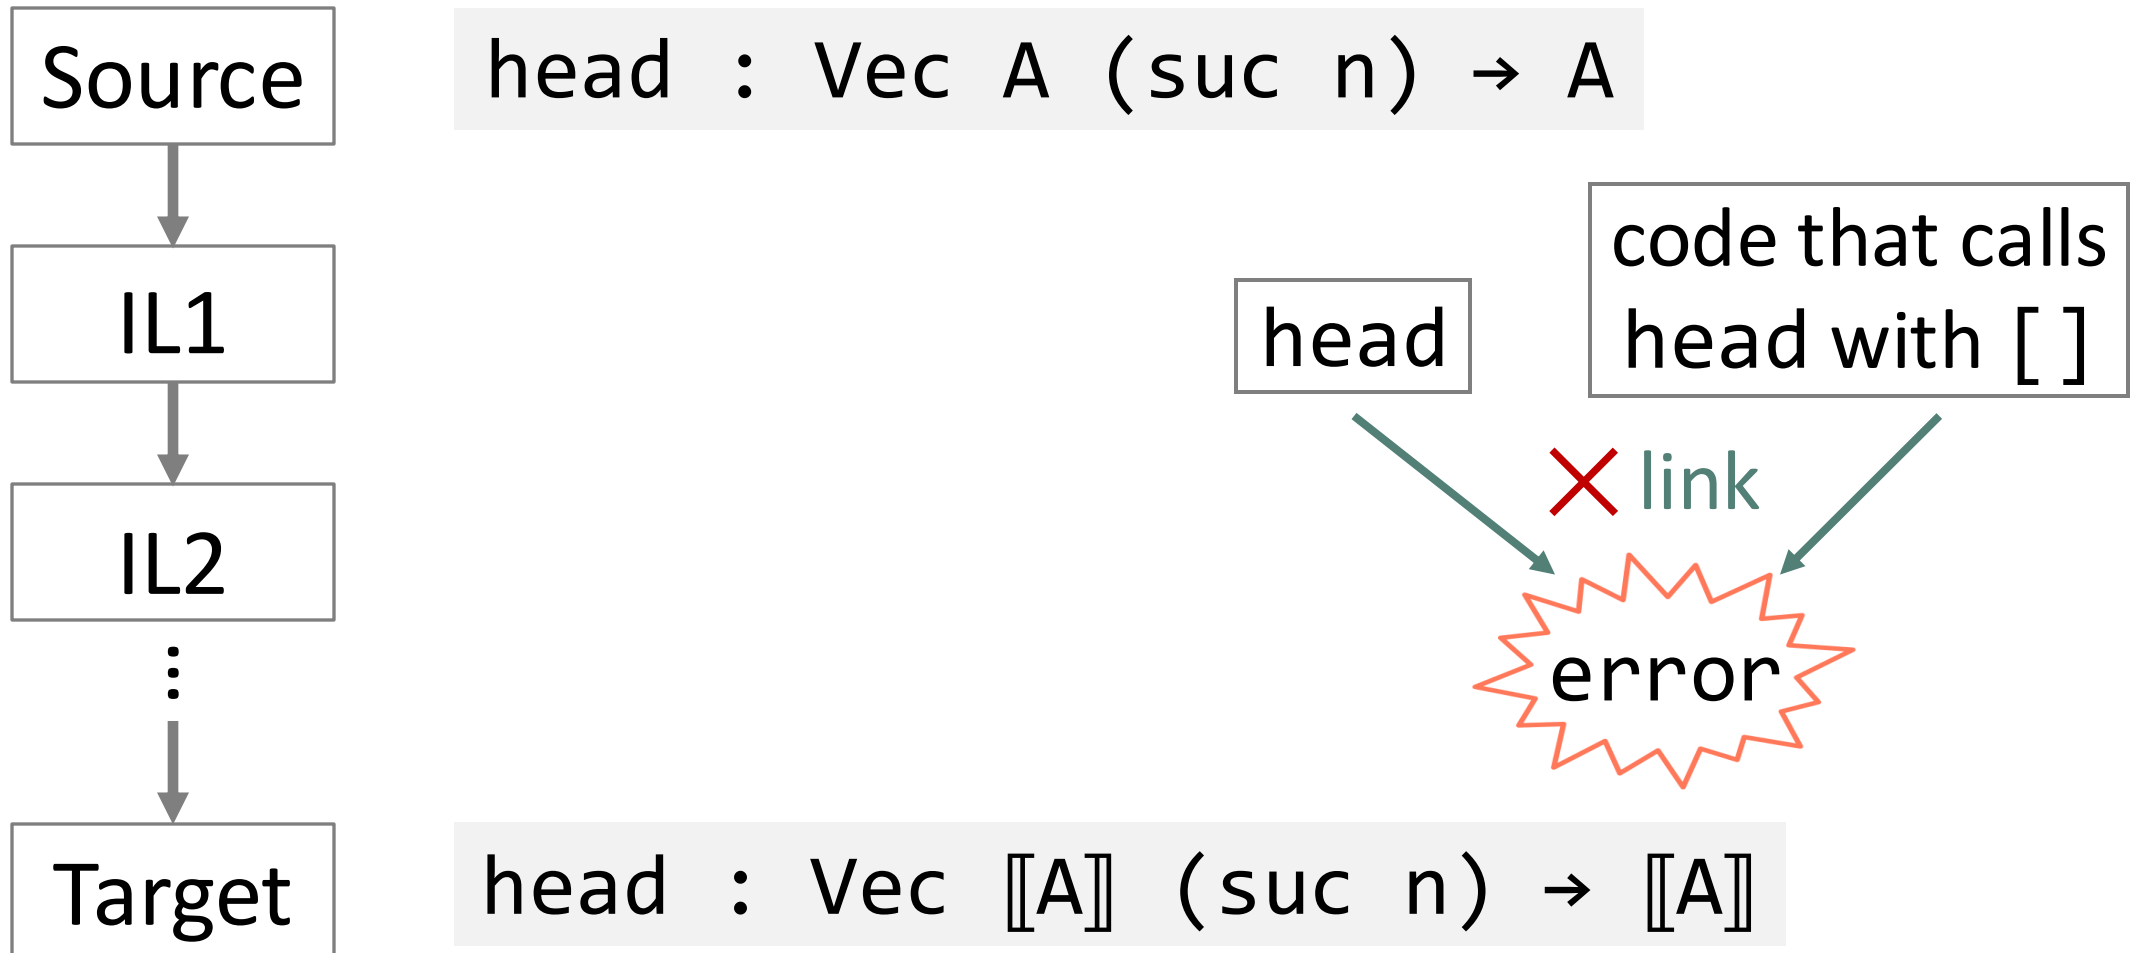 Source
head : Vec A (suc n) → A
IL1
head
code that calls
head with []
link
IL2
⋮
error
Target
head : Vec ⟦A⟧ (suc n) → ⟦A⟧